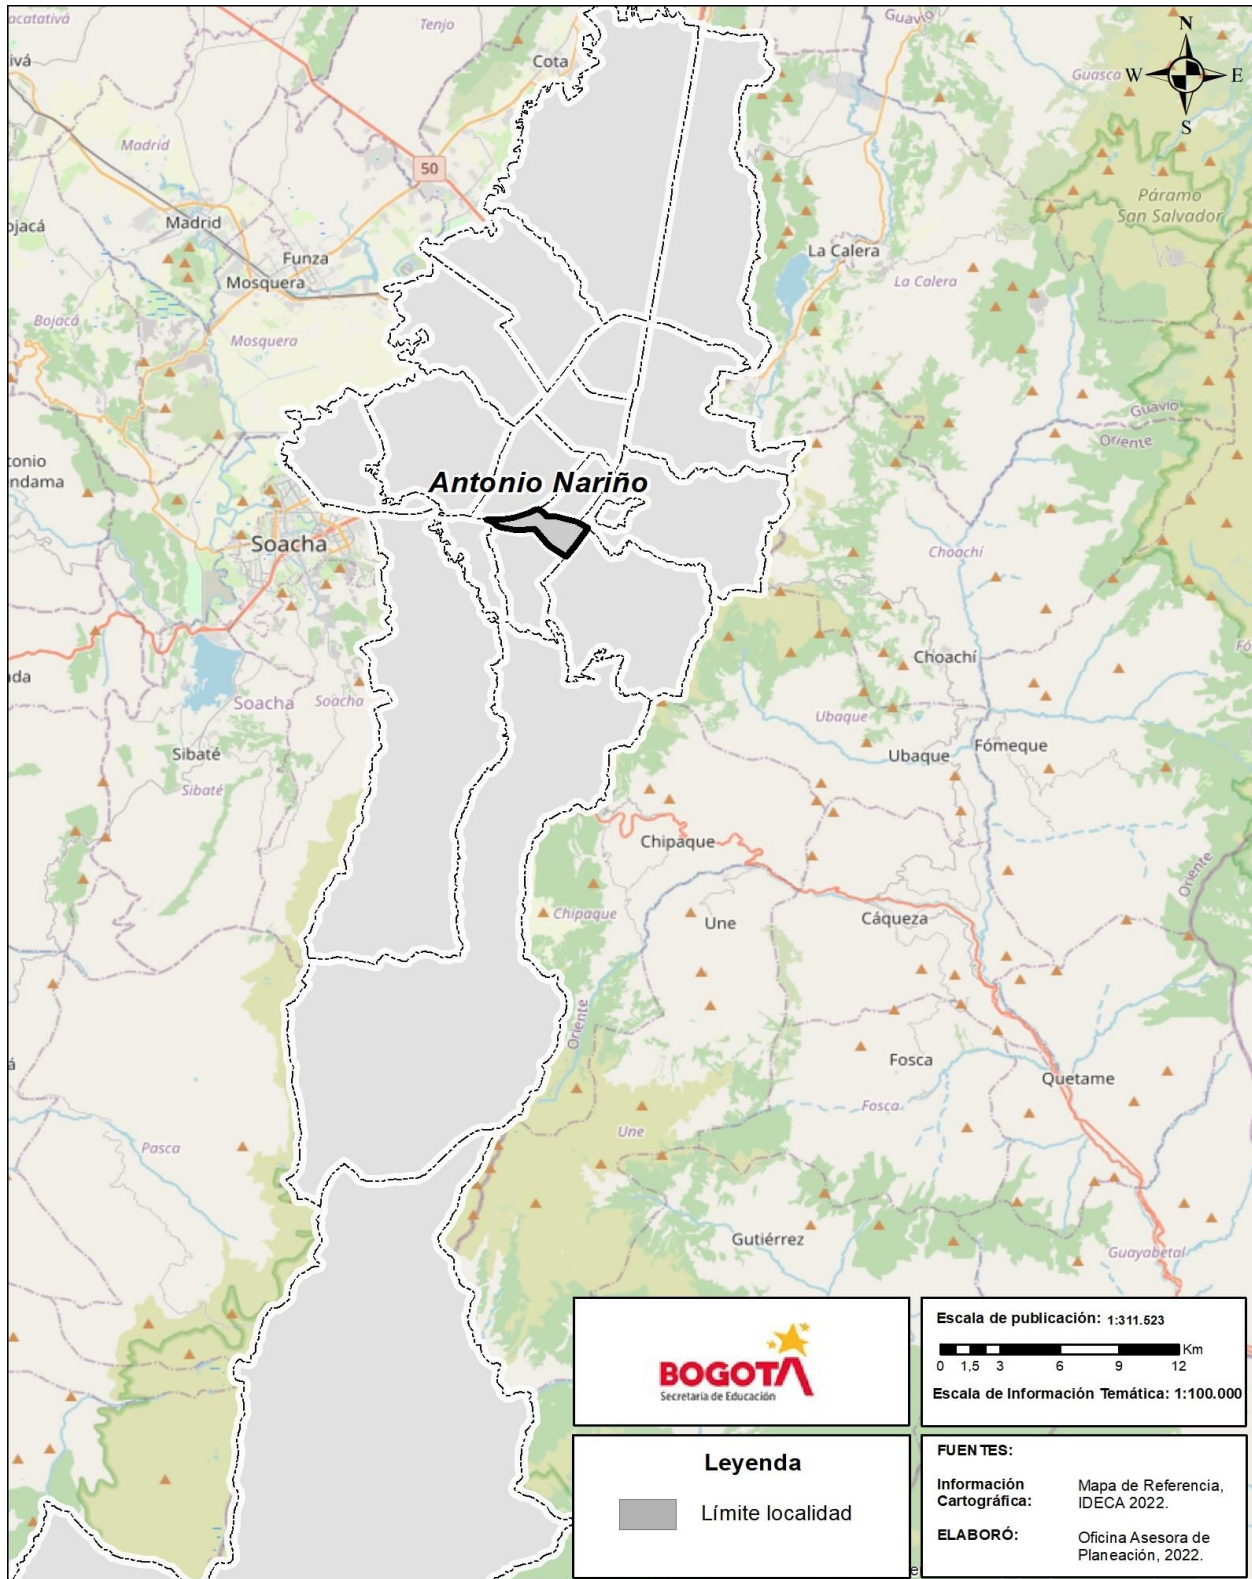 acatativá
Tenjo
Guavio
N
ivá
Cota
Guasca
W
E
S
Madrid
50
Páramo
San Salvador
Madrid
ojacá
La Calera
Funza
Mosquera
La Calera
Bojacá
Mosquera
Guavio
Oriente
tonio
endama
Antonio Nariño
Soacha
Choachí
Choachí
ada
Soacha
Soacha
Ubaque
Sibaté
Ubaque
Fómeque
Sibaté
Chipaque
Oriente
Chipaque
Une
Cáqueza
Oriente
Fosca
Quetame
Fosca
Pasca
Une
Gutiérrez
Guayabetal
BOGOTÁ
Secretaría de Educación
Escala de publicación: 1:311.523
Km
0 1,5 3 6 9 12
Escala de Información Temática: 1:100.000
Leyenda
Límite localidad
FUENTES:
Información Cartográfica:
Mapa de Referencia,
IDECA 2022.
ELABORÓ:
Oficina Asesora de
Planeación, 2022.